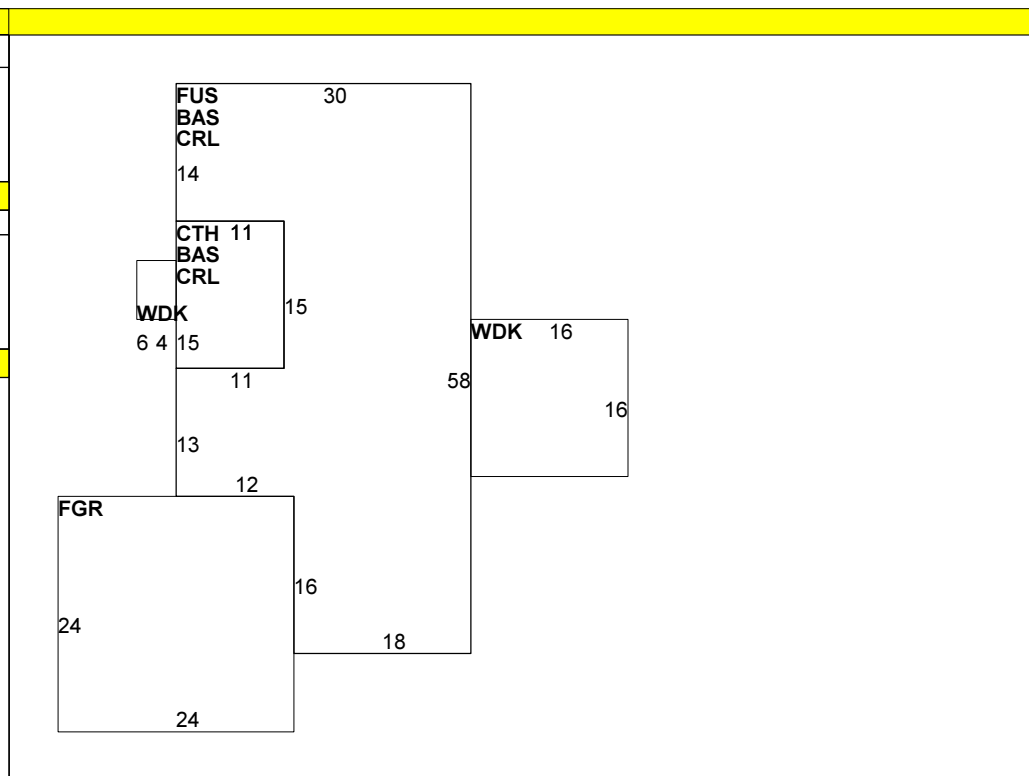 FUS 30
BAS
CRL
14
CTH 11
BAS
CRL
WDK 15
6 4 15
WDK 16
11 58
16
13
12
FGR
16
24
18
24